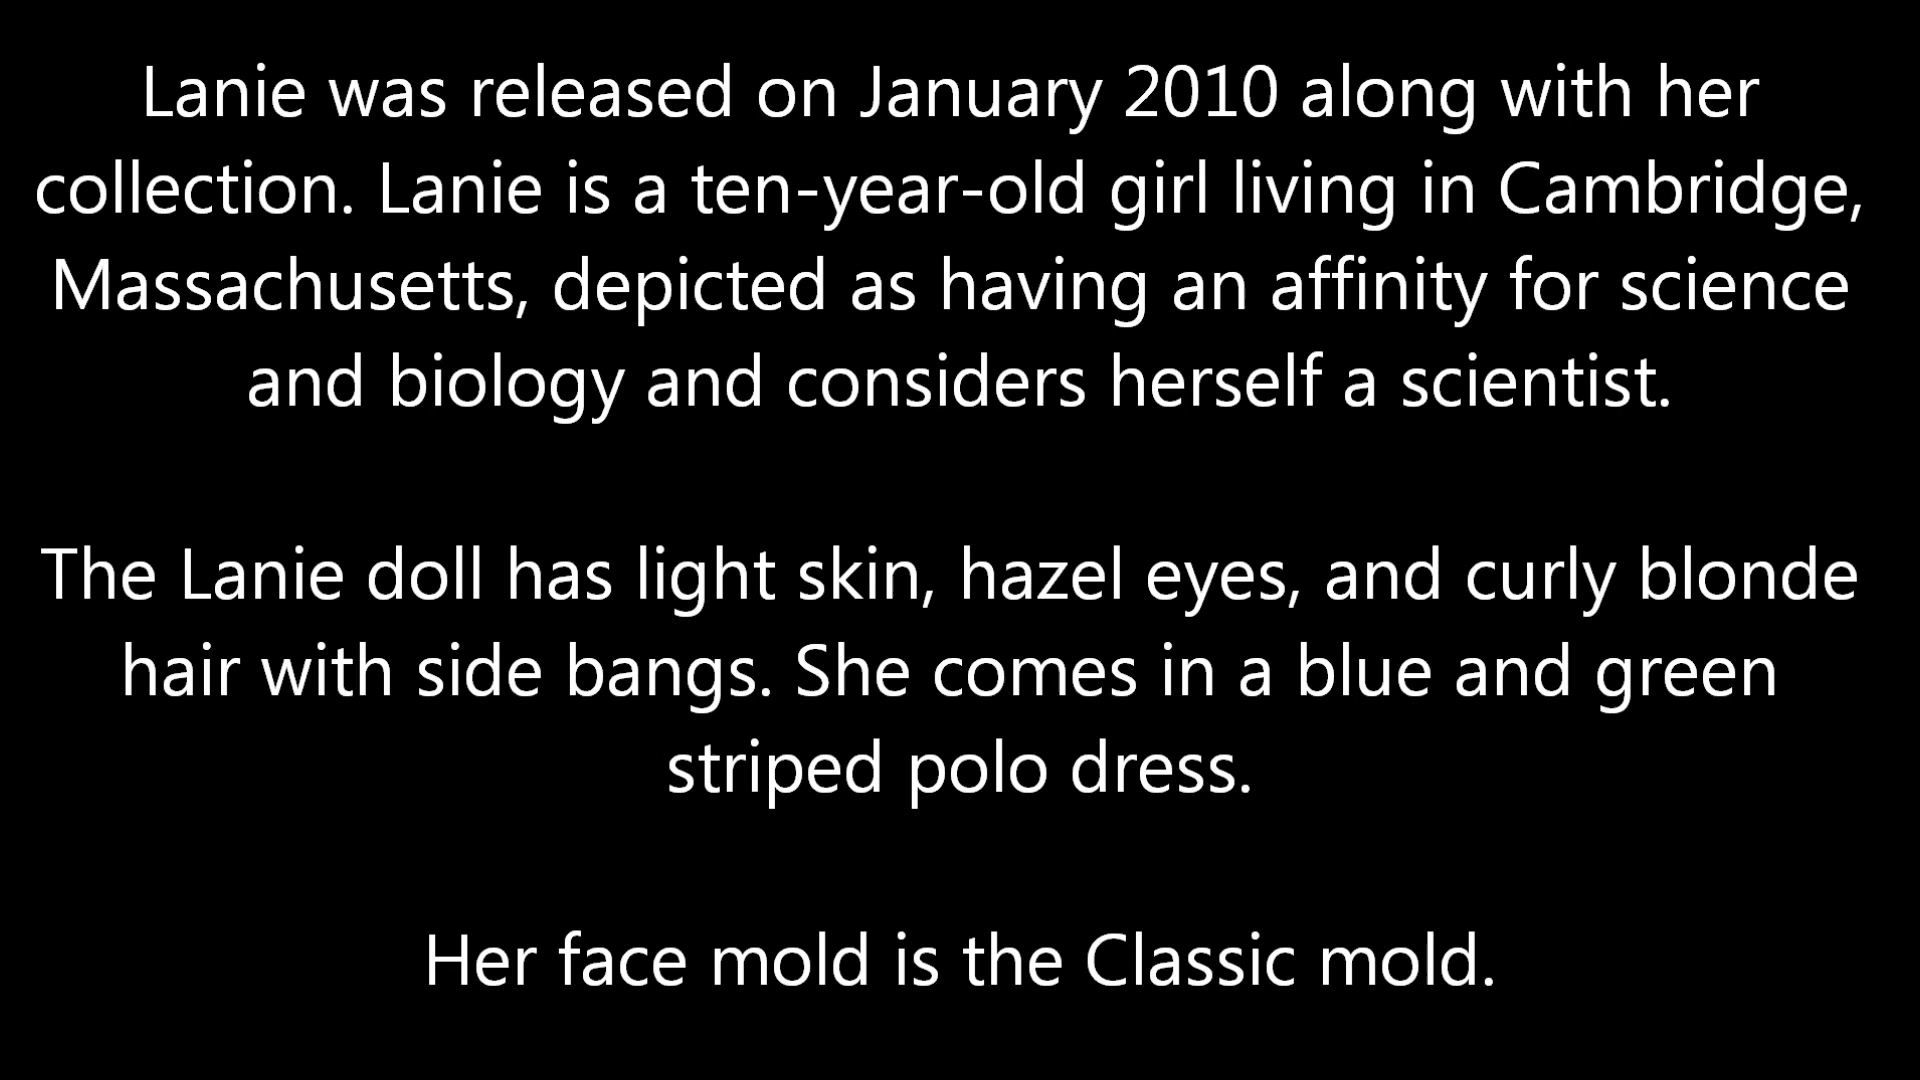 Lanie was released on January 2010 along with her
collection. Lanie is a ten-year-old girl living in Cambridge,
Massachusetts, depicted as having an affinity for science
and biology and considers herself a scientist.
The Lanie doll has light skin, hazel eyes, and curly blonde
hair with side bangs. She comes in a blue and green
striped polo dress.
Her face mold is the Classic mold.